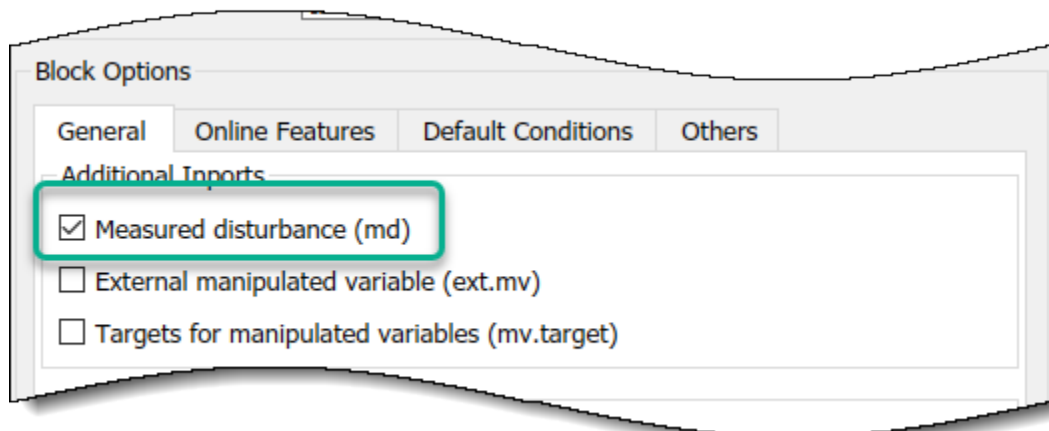 Block Options
General Online Features Default Conditions Others
Additional Inports
Measured disturbance (md)
External manipulated variable (ext.mv)
Targets for manipulated variables (mv.target)